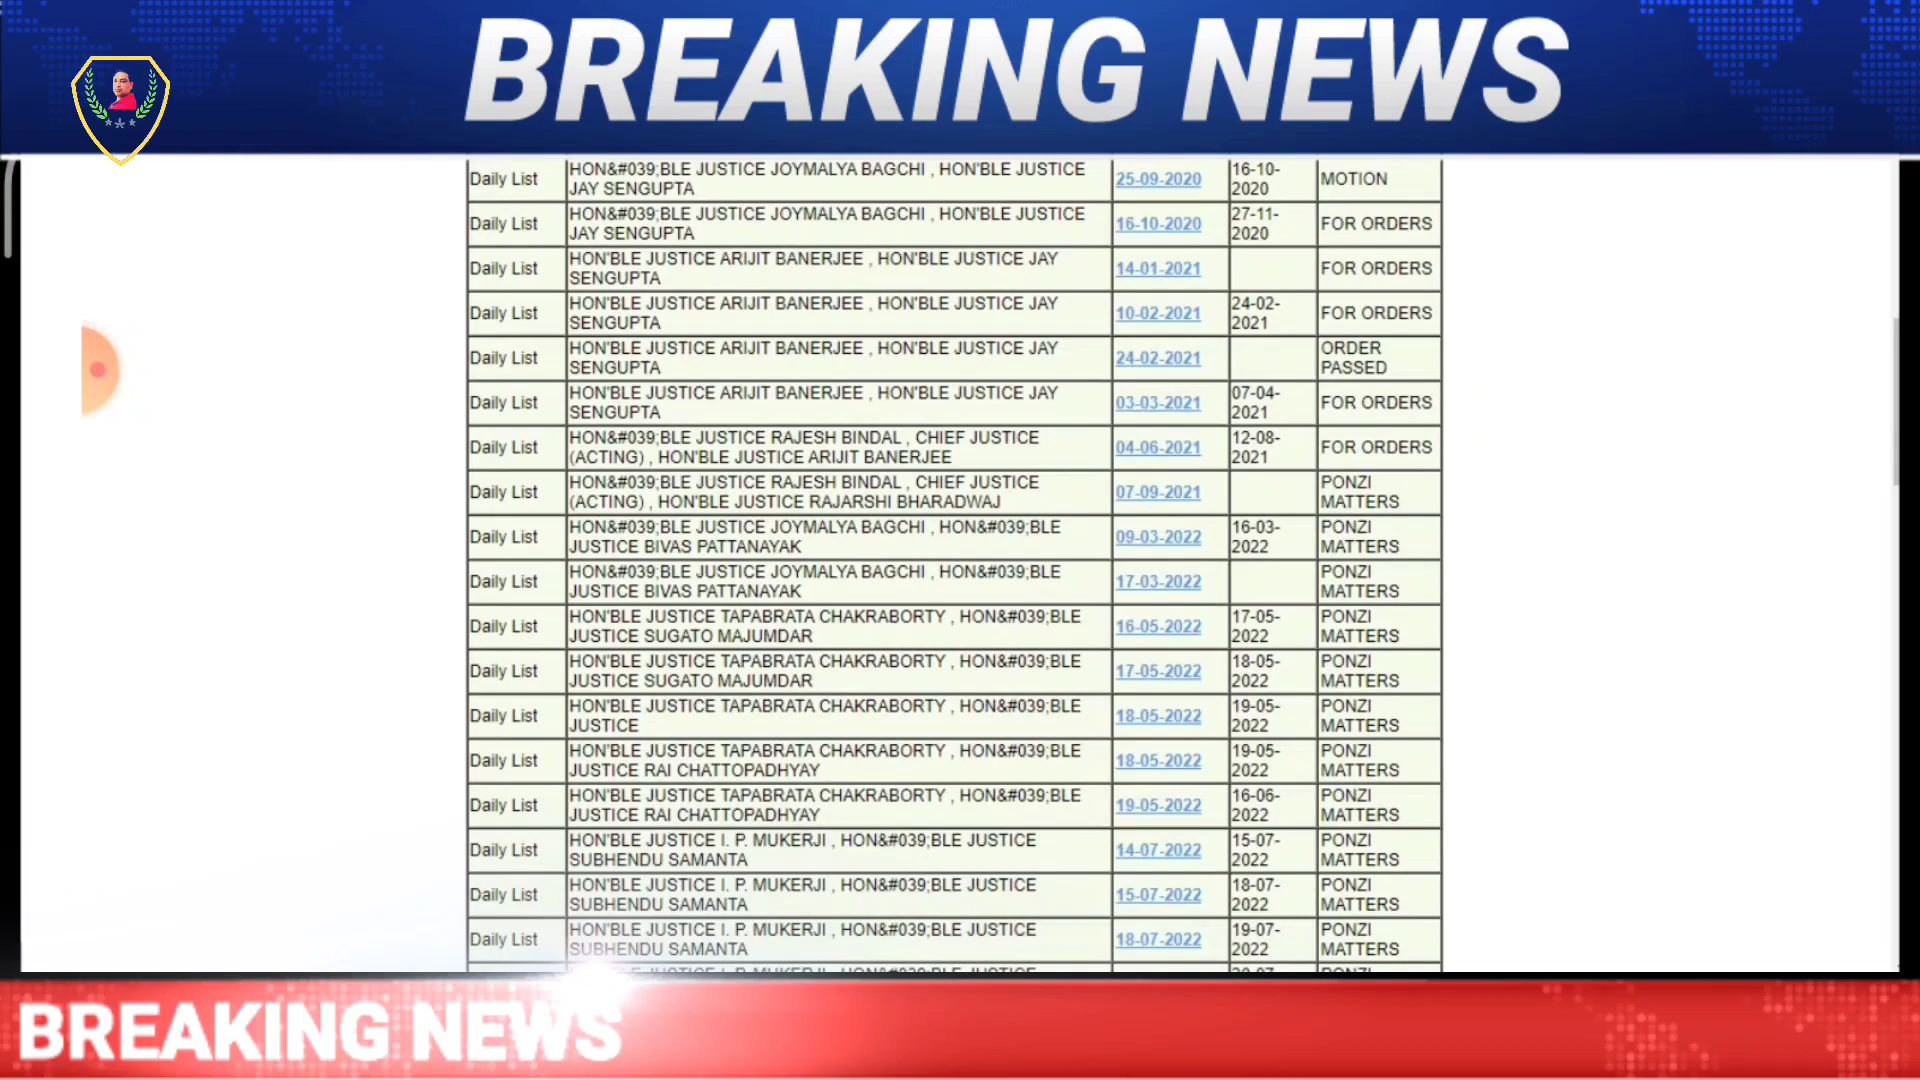 BREAKING NEWS
Daily List HON&#039;BLE JUSTICE JOYMALYA BAGCHI , HON'BLE JUSTICE JAY SENGUPTA 25-09-2020 16-10-2020 MOTION
Daily List HON&#039;BLE JUSTICE JOYMALYA BAGCHI , HON'BLE JUSTICE JAY SENGUPTA 16-10-2020 27-11-2020 FOR ORDERS
Daily List HON'BLE JUSTICE ARIJIT BANERJEE , HON'BLE JUSTICE JAY SENGUPTA 14-01-2021 FOR ORDERS
Daily List HON'BLE JUSTICE ARIJIT BANERJEE , HON'BLE JUSTICE JAY SENGUPTA 10-02-2021 24-02-2021 FOR ORDERS
Daily List HON'BLE JUSTICE ARIJIT BANERJEE , HON'BLE JUSTICE JAY SENGUPTA 24-02-2021 ORDER PASSED
Daily List HON'BLE JUSTICE ARIJIT BANERJEE , HON'BLE JUSTICE JAY SENGUPTA 03-03-2021 07-04-2021 FOR ORDERS
Daily List HON&#039;BLE JUSTICE RAJESH BINDAL , CHIEF JUSTICE (ACTING) , HON'BLE JUSTICE ARIJIT BANERJEE 04-06-2021 12-08-2021 FOR ORDERS
Daily List HON&#039;BLE JUSTICE RAJESH BINDAL , CHIEF JUSTICE (ACTING) , HON'BLE JUSTICE RAJARSHI BHARADWAJ 07-09-2021 PONZI MATTERS
Daily List HON&#039;BLE JUSTICE JOYMALYA BAGCHI , HON&#039;BLE JUSTICE BIVAS PATTANAYAK 09-03-2022 16-03-2022 PONZI MATTERS
Daily List HON&#039;BLE JUSTICE JOYMALYA BAGCHI , HON&#039;BLE JUSTICE BIVAS PATTANAYAK 17-03-2022 PONZI MATTERS
Daily List HON'BLE JUSTICE TAPABRATA CHAKRABORTY , HON&#039;BLE JUSTICE SUGATO MAJUMDAR 16-05-2022 17-05-2022 PONZI MATTERS
Daily List HON'BLE JUSTICE TAPABRATA CHAKRABORTY , HON&#039;BLE JUSTICE SUGATO MAJUMDAR 17-05-2022 18-05-2022 PONZI MATTERS
Daily List HON'BLE JUSTICE TAPABRATA CHAKRABORTY , HON&#039;BLE JUSTICE 18-05-2022 19-05-2022 PONZI MATTERS
Daily List HON'BLE JUSTICE TAPABRATA CHAKRABORTY , HON&#039;BLE JUSTICE RAI CHATTOPADHYAY 18-05-2022 19-05-2022 PONZI MATTERS
Daily List HON'BLE JUSTICE TAPABRATA CHAKRABORTY , HON&#039;BLE JUSTICE RAI CHATTOPADHYAY 19-05-2022 16-06-2022 PONZI MATTERS
Daily List HON'BLE JUSTICE I. P. MUKERJI , HON&#039;BLE JUSTICE SUBHENDU SAMANTA 14-07-2022 15-07-2022 PONZI MATTERS
Daily List HON'BLE JUSTICE I. P. MUKERJI , HON&#039;BLE JUSTICE SUBHENDU SAMANTA 15-07-2022 18-07-2022 PONZI MATTERS
Daily List HON'BLE JUSTICE I. P. MUKERJI , HON&#039;BLE JUSTICE SUBHENDU SAMANTA 18-07-2022 19-07-2022 PONZI MATTERS
BREAKING NEWS